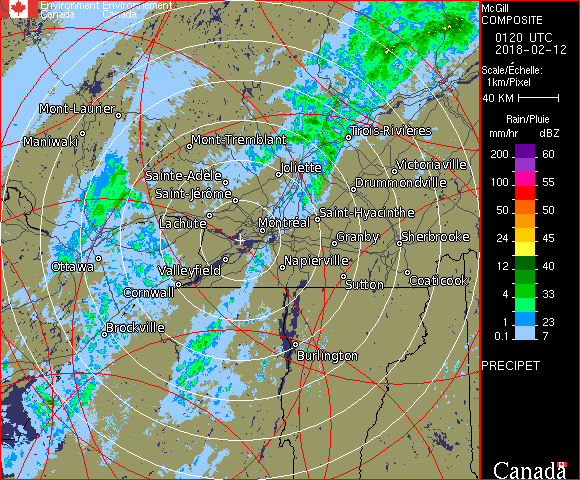 Environment Environnement
Canada Canada
Mont-Laurier
Maniwaki
Mont-Tremblant
Trois-Rivières
Sainte-Adèle
Joliette
Victoriaville
Saint-Jérôme
Drummondville
Lachute
Montréal
Saint-Hyacinthe
Granby
Sherbrooke
Ottawa
Valleyfield
Napierville
Cornwall
Sutton
Coaticook
Brockville
Burlington
McGill
COMPOSITE
0120 UTC
2018-02-12
Scale/Échelle:
1km/Pixel
40 KM
Rain/Pluie
mm/hr dBZ
200 60
100 55
50 50
24 45
12 40
4 33
1 23
0.1 7
PRECIPET
Canada